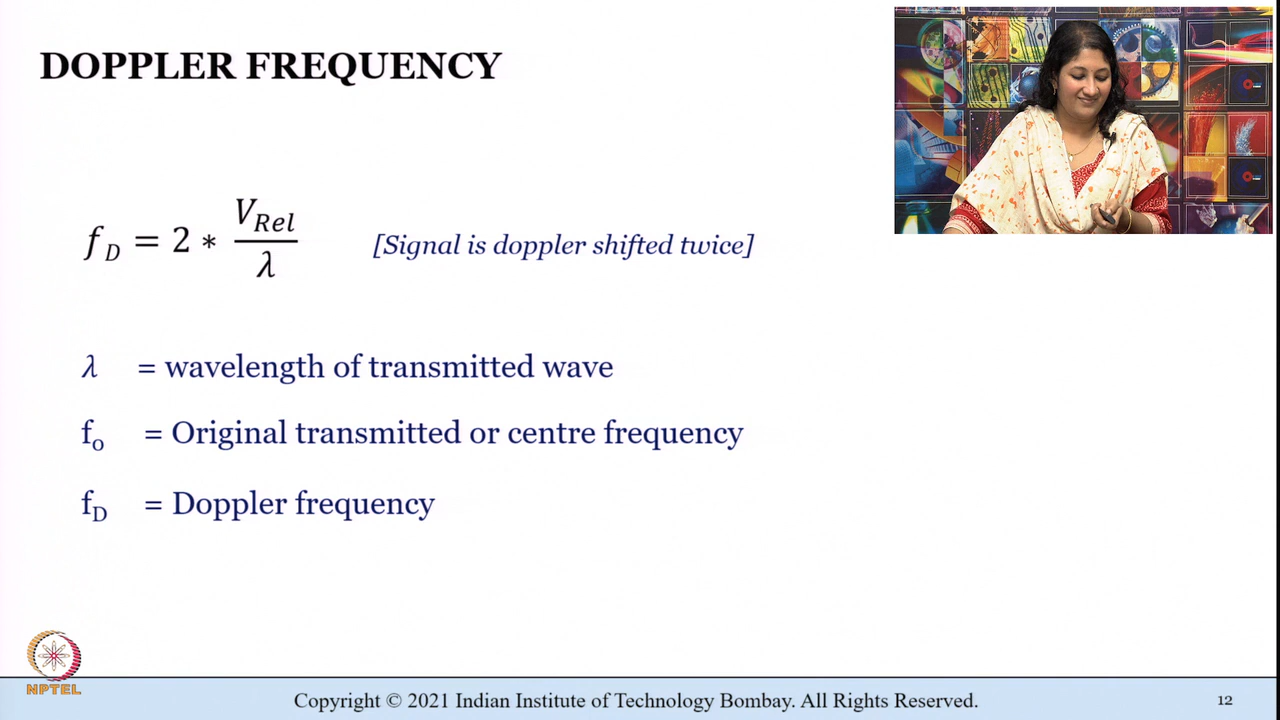 DOPPLER FREQUENCY
f_D = 2 * V_Rel / λ [Signal is doppler shifted twice]
λ = wavelength of transmitted wave
f_o = Original transmitted or centre frequency
f_D = Doppler frequency
NPTEL
Copyright © 2021 Indian Institute of Technology Bombay. All Rights Reserved. 12